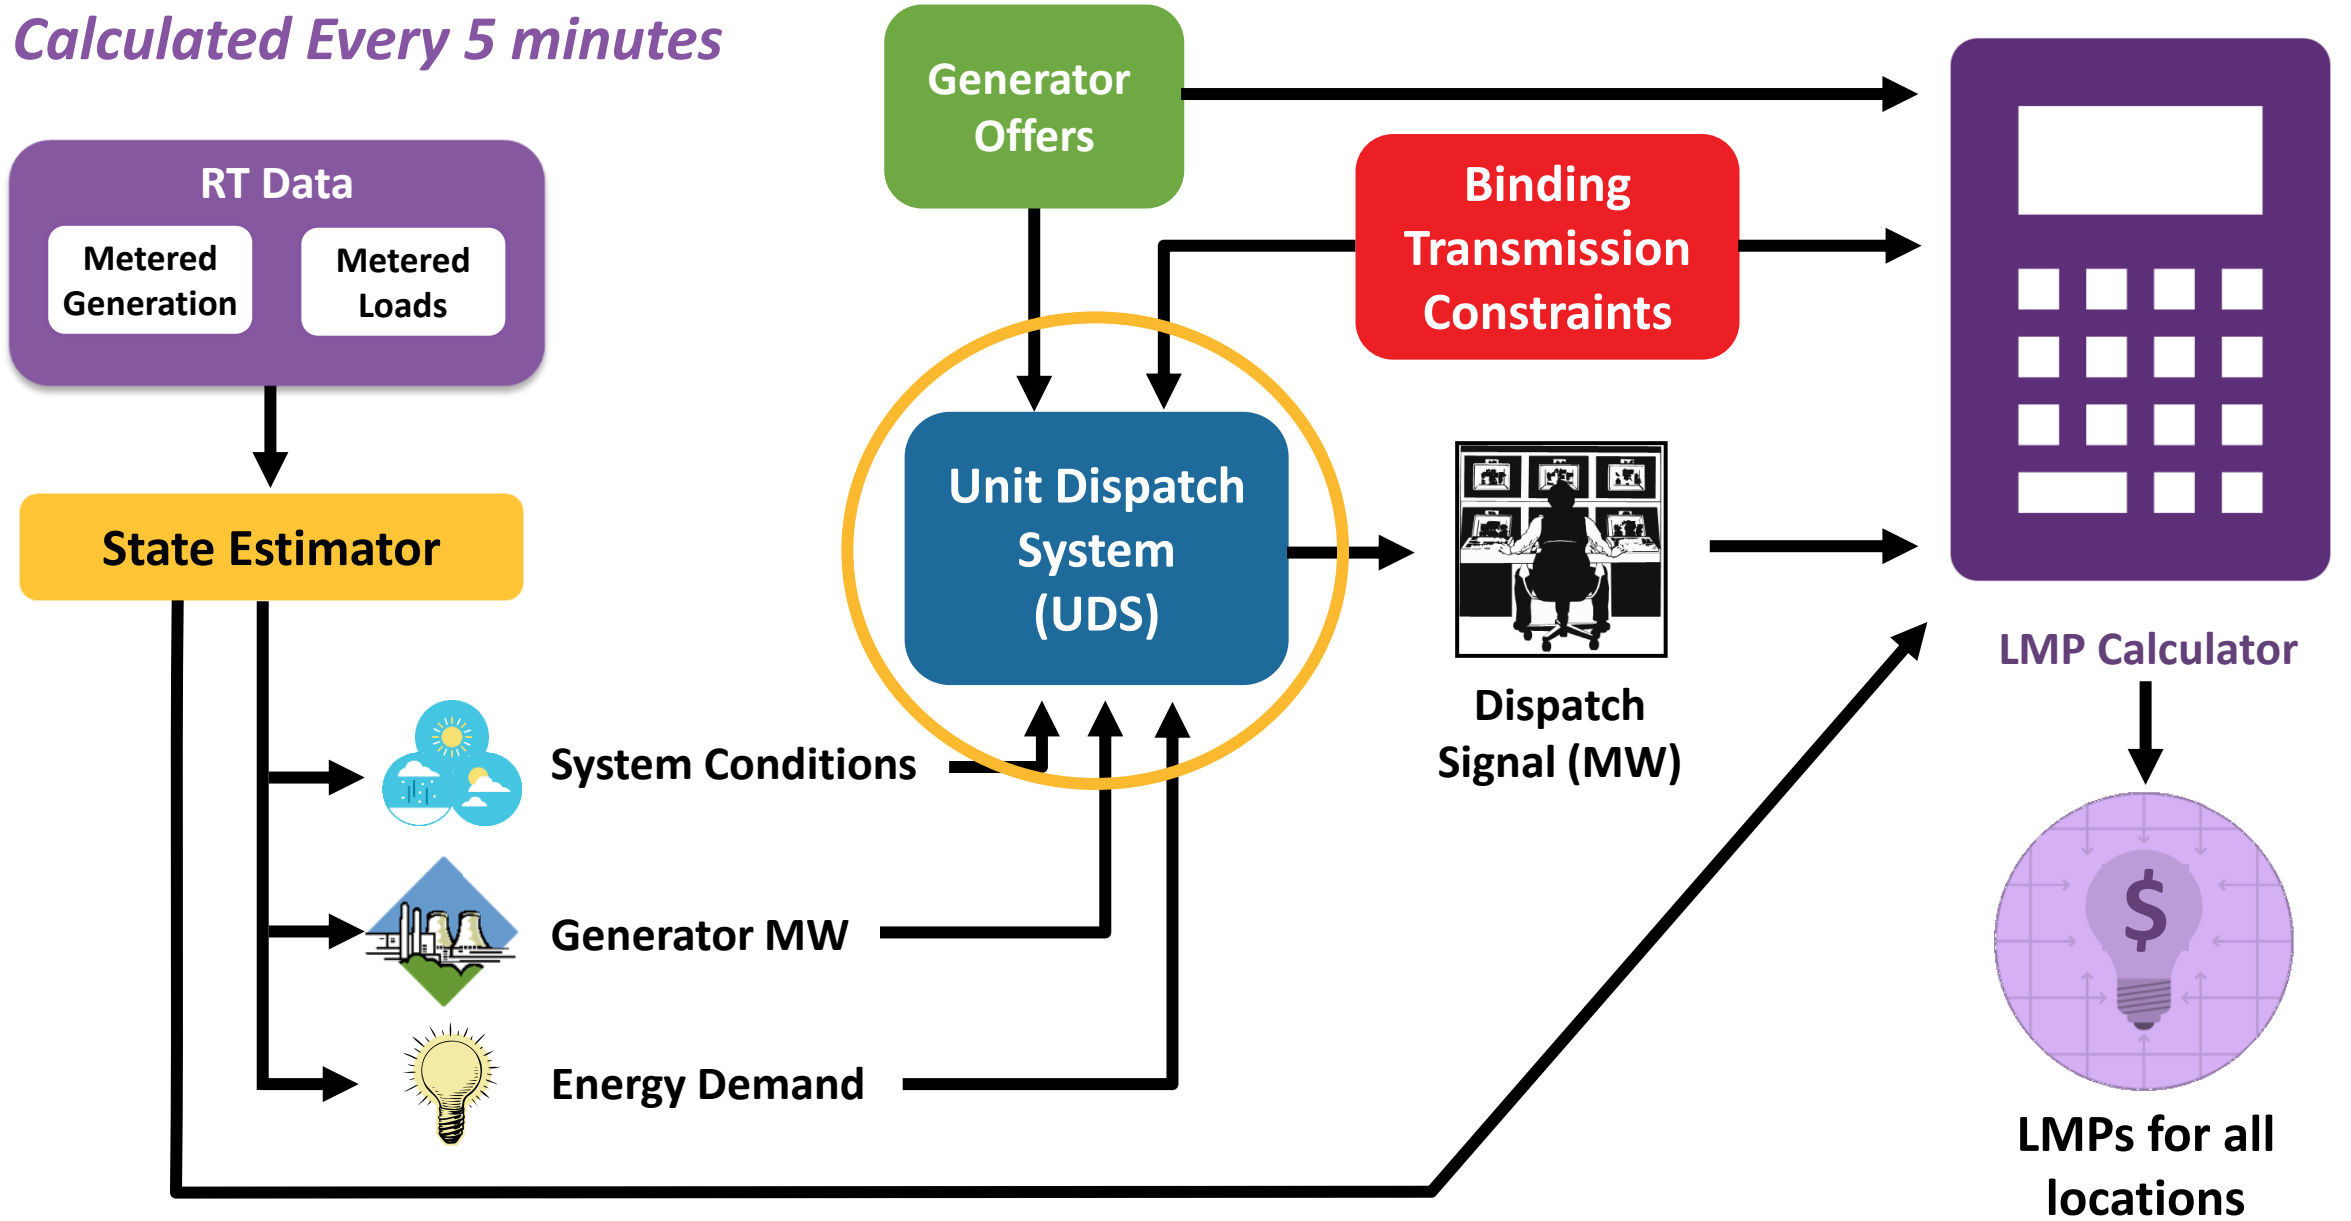 Calculated Every 5 minutes
RT Data
Metered
Generation
Metered
Loads
State Estimator
System Conditions
Generator MW
Energy Demand
Generator
Offers
Binding
Transmission
Constraints
Unit Dispatch
System
(UDS)
Dispatch
Signal (MW)
LMP Calculator
$
LMPs for all
locations